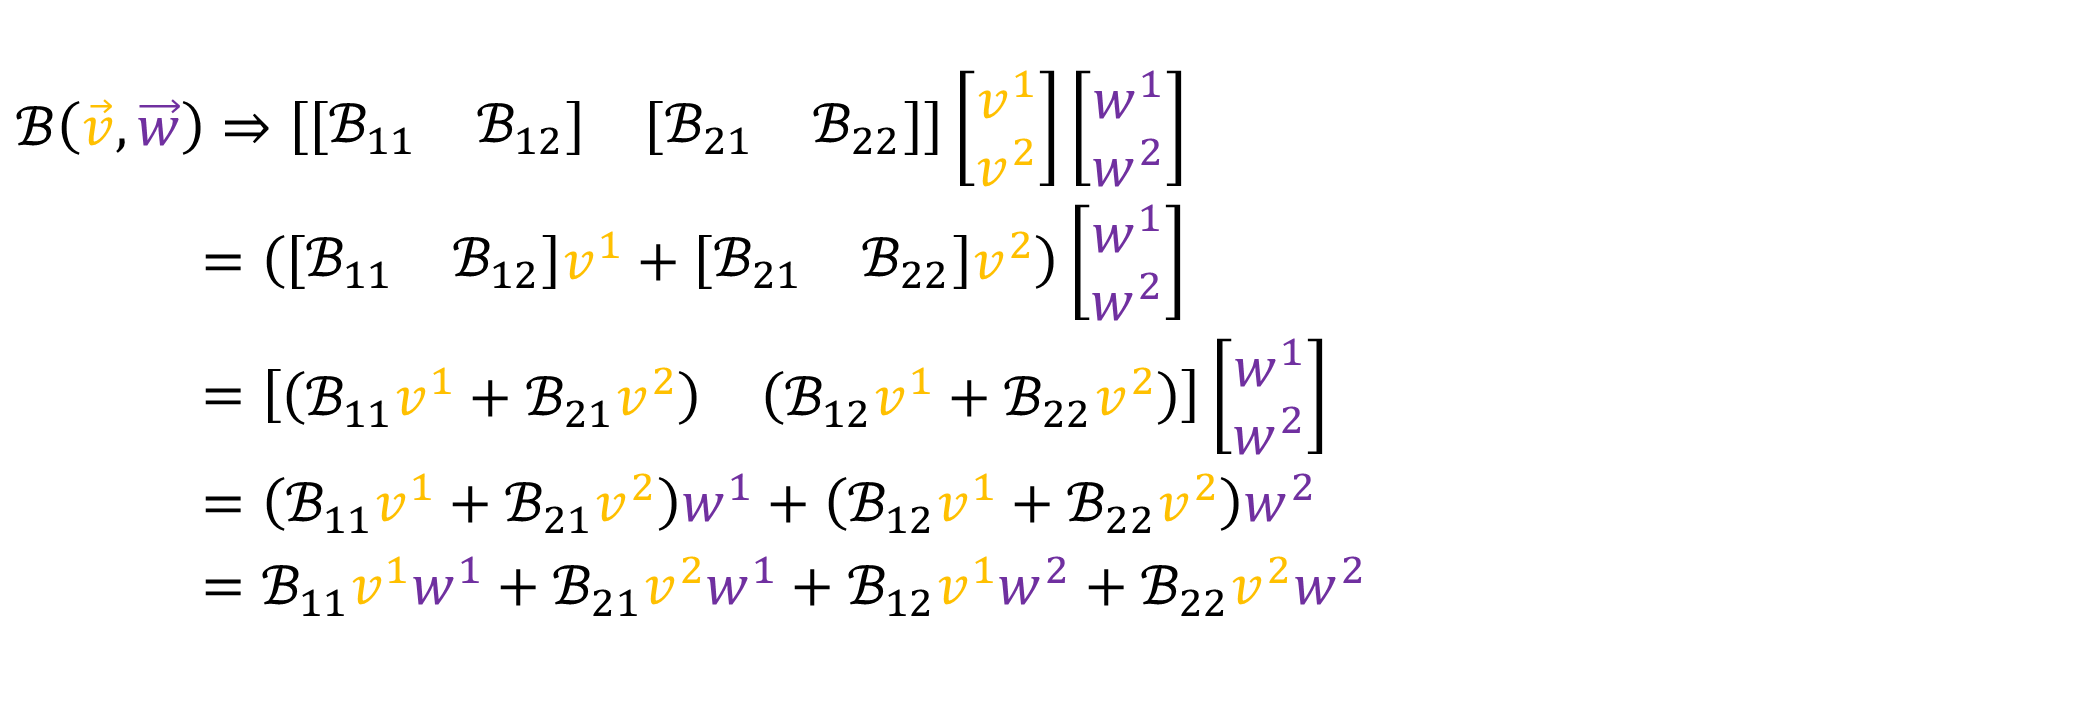 ℬ(v⃗, w⃗) ⇒ [[ℬ₁₁ ℬ₁₂] [ℬ₂₁ ℬ₂₂]] [v¹ v²] [w¹ w²]
= ([ℬ₁₁ ℬ₁₂]v¹ + [ℬ₂₁ ℬ₂₂]v²) [w¹ w²]
= [(ℬ₁₁v¹ + ℬ₂₁v²) (ℬ₁₂v¹ + ℬ₂₂v²)] [w¹ w²]
= (ℬ₁₁v¹ + ℬ₂₁v²)w¹ + (ℬ₁₂v¹ + ℬ₂₂v²)w²
= ℬ₁₁v¹w¹ + ℬ₂₁v²w¹ + ℬ₁₂v¹w² + ℬ₂₂v²w²